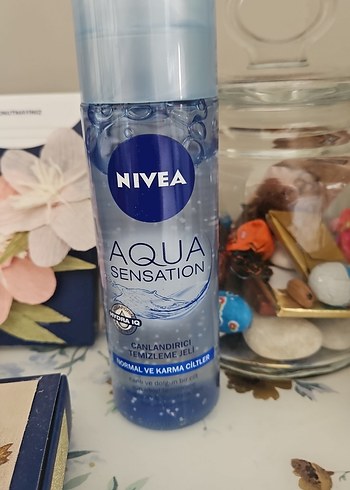 NIVEA
AQUA
SENSATION
HYDRA IQ
CANLANDIRICI
TEMİZLEME JELİ
NORMAL VE KARMA CİLTLER